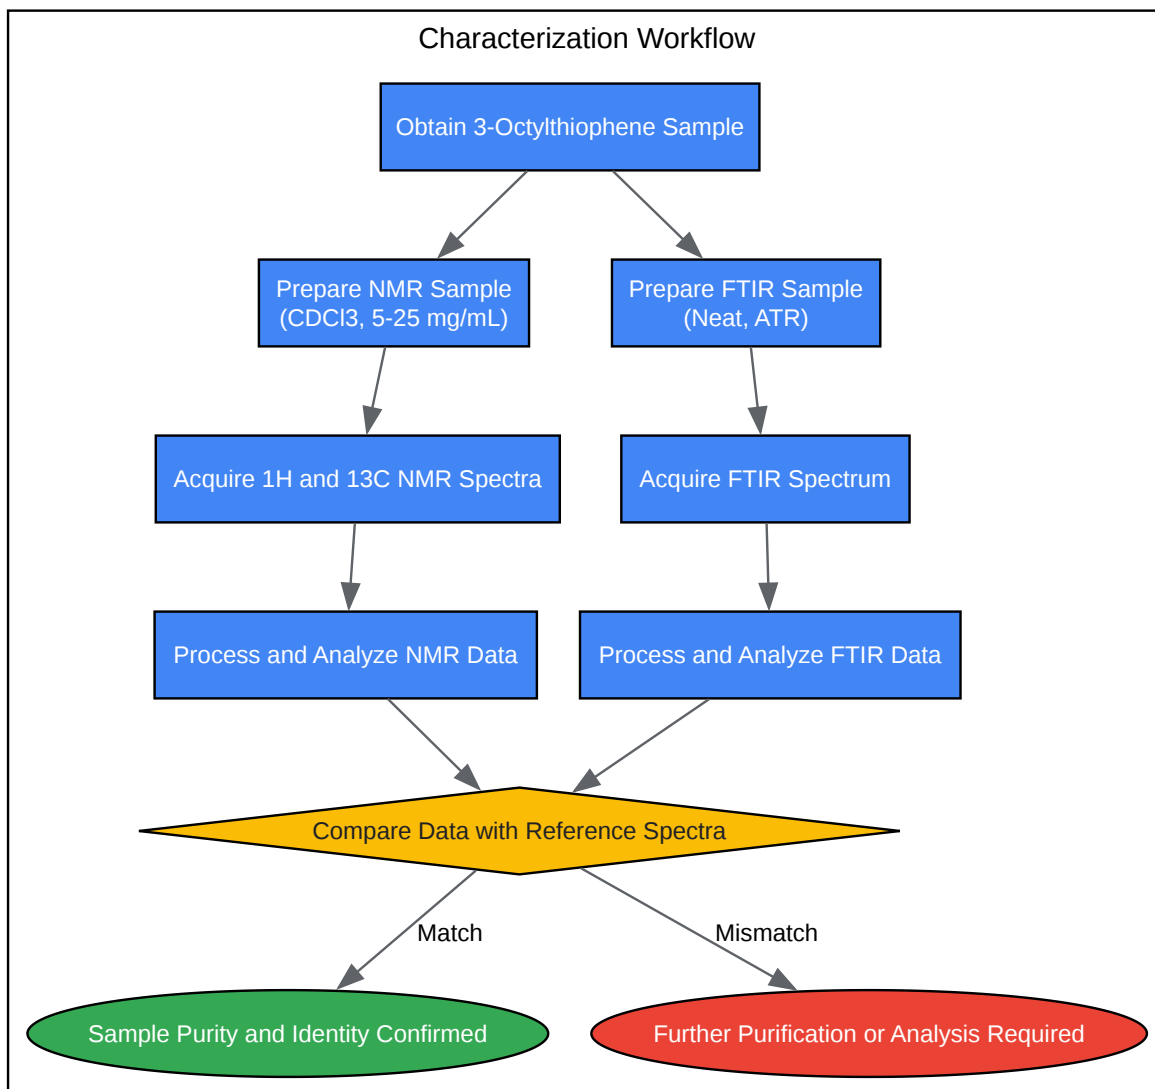 Characterization Workflow
Obtain 3-Octylthiophene Sample
Prepare NMR Sample
(CDCl3, 5-25 mg/mL)
Prepare FTIR Sample
(Neat, ATR)
Acquire 1H and 13C NMR Spectra
Acquire FTIR Spectrum
Process and Analyze NMR Data
Process and Analyze FTIR Data
Compare Data with Reference Spectra
Match
Mismatch
Sample Purity and Identity Confirmed
Further Purification or Analysis Required